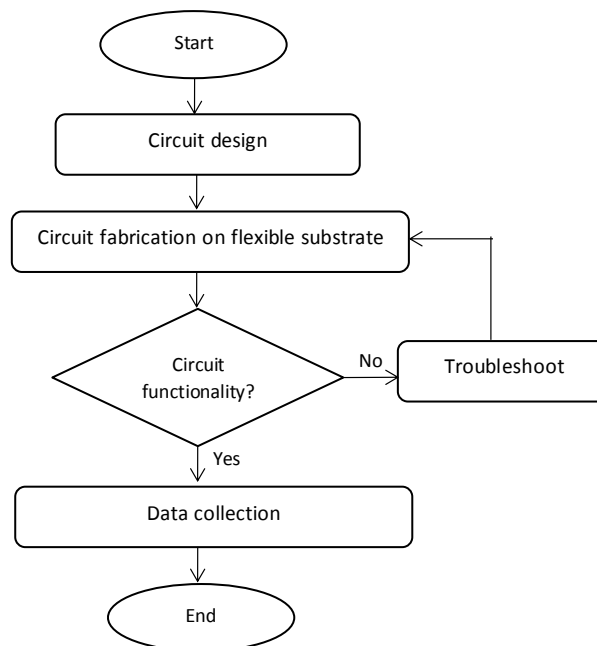 Start
Circuit design
Circuit fabrication on flexible substrate
Circuit
functionality?
No
Troubleshoot
Yes
Data collection
End